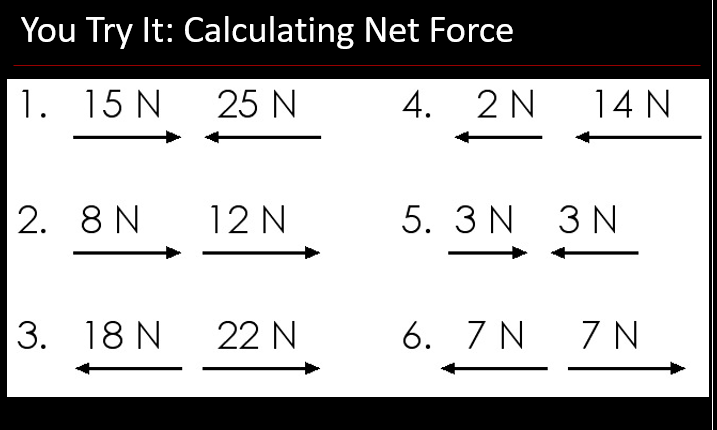 You Try It: Calculating Net Force
1. 15 N 25 N
2. 8 N 12 N
3. 18 N 22 N
4. 2 N 14 N
5. 3 N 3 N
6. 7 N 7 N